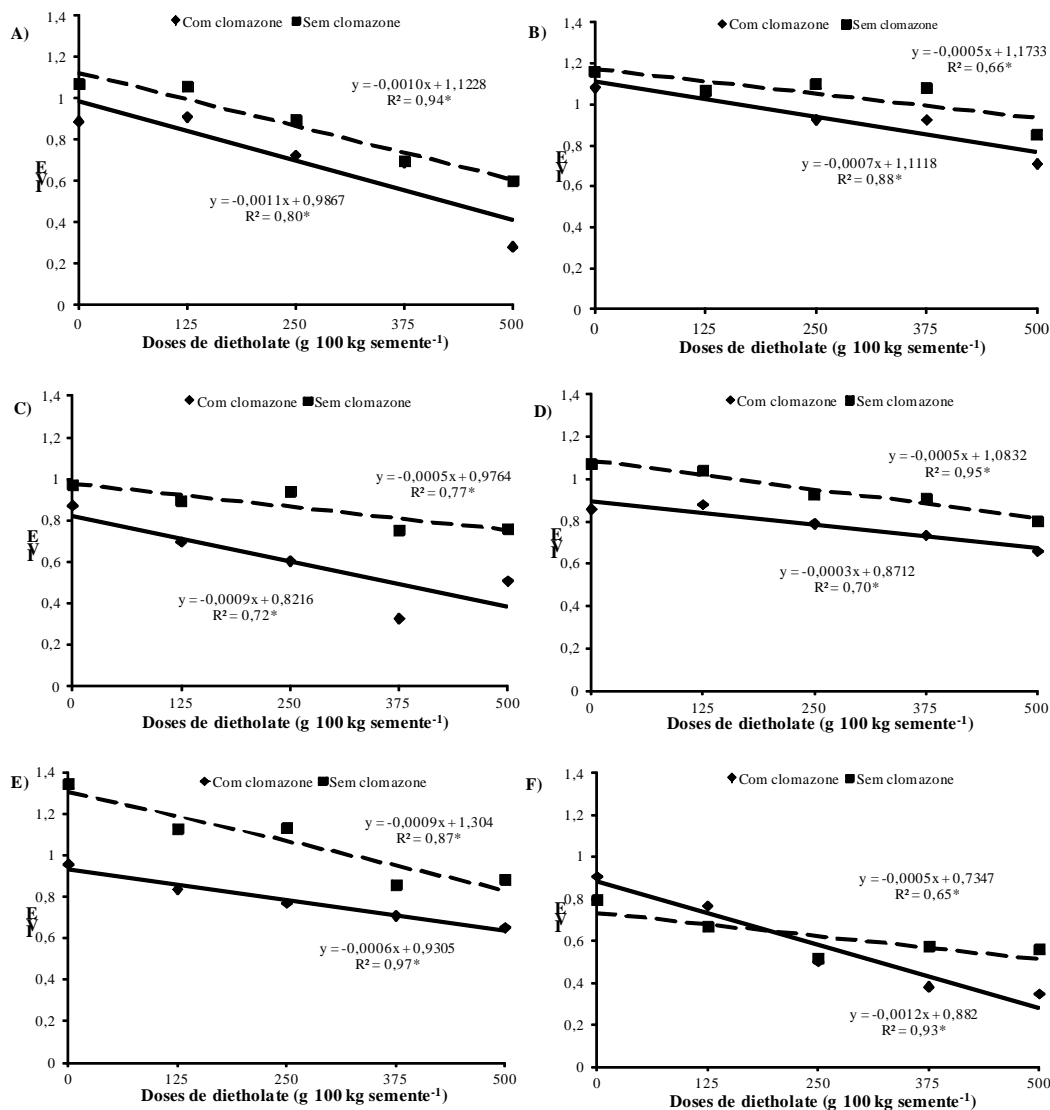 A)
Com clomazone Sem clomazone
1,4
1,2
1
0,8
0,6
0,4
0,2
0
IVE
y = -0,0010x + 1,1228
R² = 0,94*
y = -0,0011x + 0,9867
R² = 0,80*
0 125 250 375 500
Doses de dietholate (g 100 kg semente-1)
B)
Com clomazone Sem clomazone
1,4
1,2
1
0,8
0,6
0,4
0,2
0
IVE
y = -0,0005x + 1,1733
R² = 0,66*
y = -0,0007x + 1,1118
R² = 0,88*
0 125 250 375 500
Doses de dietholate (g 100 kg semente-1)
C)
Com clomazone Sem clomazone
1,4
1,2
1
0,8
0,6
0,4
0,2
0
IVE
y = -0,0005x + 0,9764
R² = 0,77*
y = -0,0009x + 0,8216
R² = 0,72*
0 125 250 375 500
Doses de dietholate (g 100 kg semente-1)
D)
Com clomazone Sem clomazone
1,4
1,2
1
0,8
0,6
0,4
0,2
0
IVE
y = -0,0005x + 1,0832
R² = 0,95*
y = -0,0003x + 0,8712
R² = 0,70*
0 125 250 375 500
Doses de dietholate (g 100 kg semente-1)
E)
Com clomazone Sem clomazone
1,4
1,2
1
0,8
0,6
0,4
0,2
0
IVE
y = -0,0009x + 1,304
R² = 0,87*
y = -0,0006x + 0,9305
R² = 0,97*
0 125 250 375 500
Doses de dietholate (g 100 kg semente-1)
F)
Com clomazone Sem clomazone
1,4
1,2
1
0,8
0,6
0,4
0,2
0
IVE
y = -0,0005x + 0,7347
R² = 0,65*
y = -0,0012x + 0,882
R² = 0,93*
0 125 250 375 500
Doses de dietholate (g 100 kg semente-1)